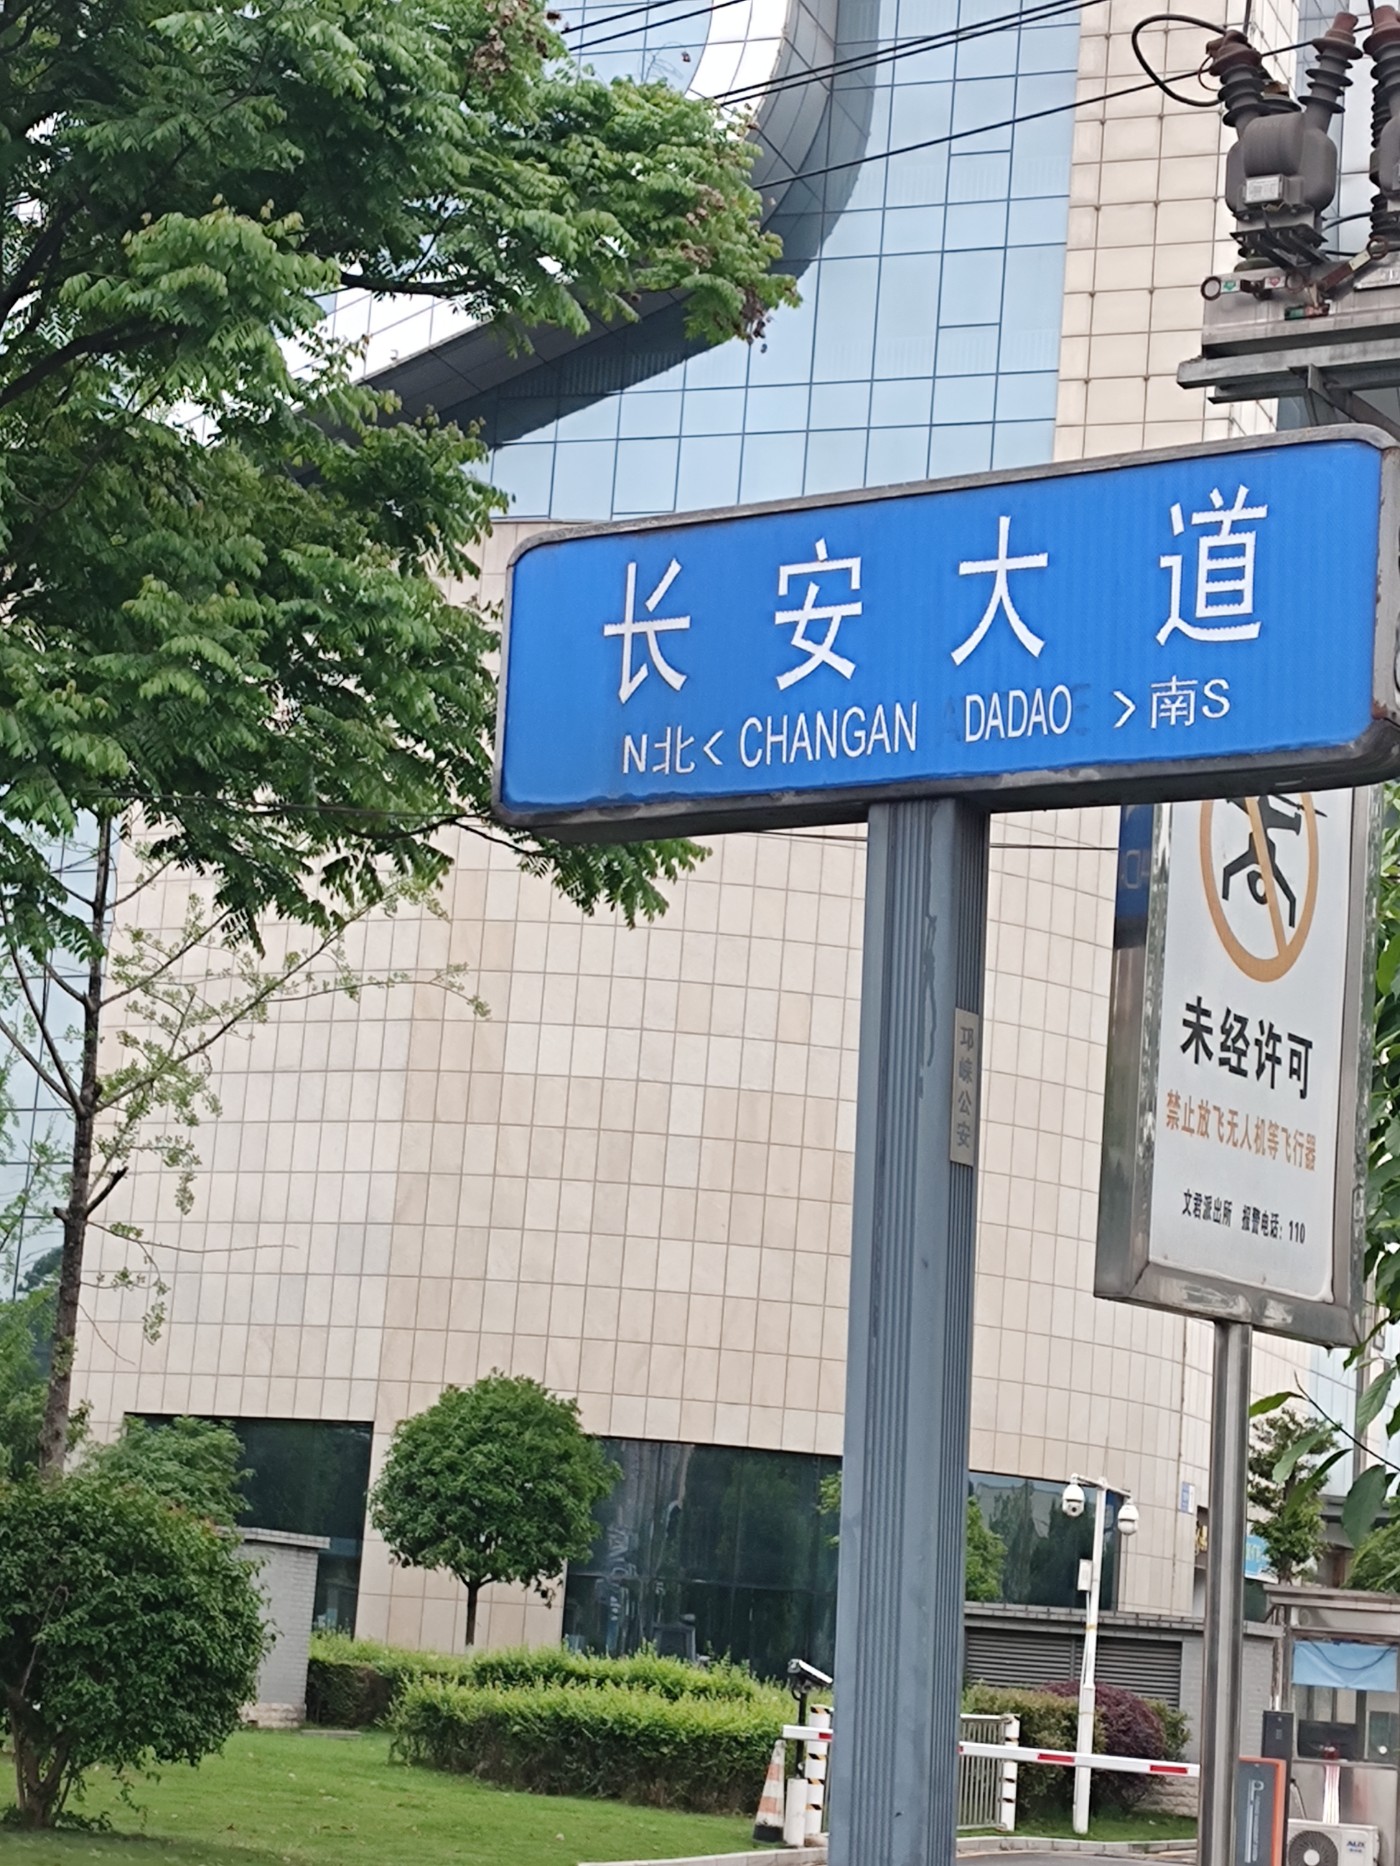 长安大道
N北< CHANGAN DADAO >南S
邛崃公安
未经许可
禁止放飞无人机等飞行器
文君派出所 报警电话：110
P
AUX